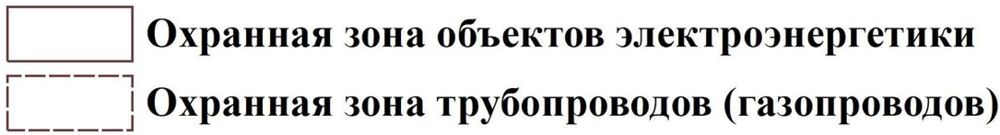 Охранная зона объектов электроэнергетики
Охранная зона трубопроводов (газопроводов)